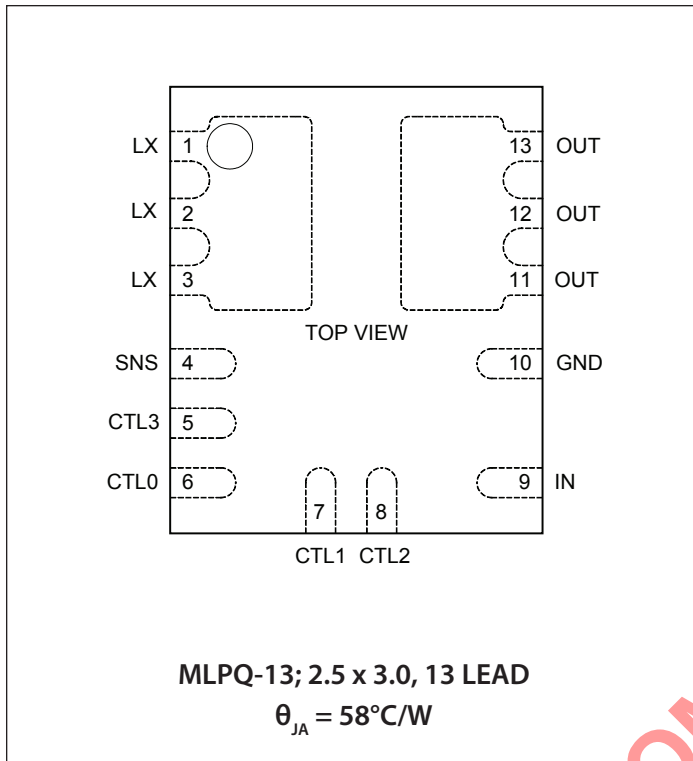 LX 1 13 OUT
LX 2 12 OUT
LX 3 11 OUT
TOP VIEW
SNS 4 10 GND
CTL3 5
CTL0 6 9 IN
7 8
CTL1 CTL2
MLPQ-13; 2.5 x 3.0, 13 LEAD
θJA = 58°C/W